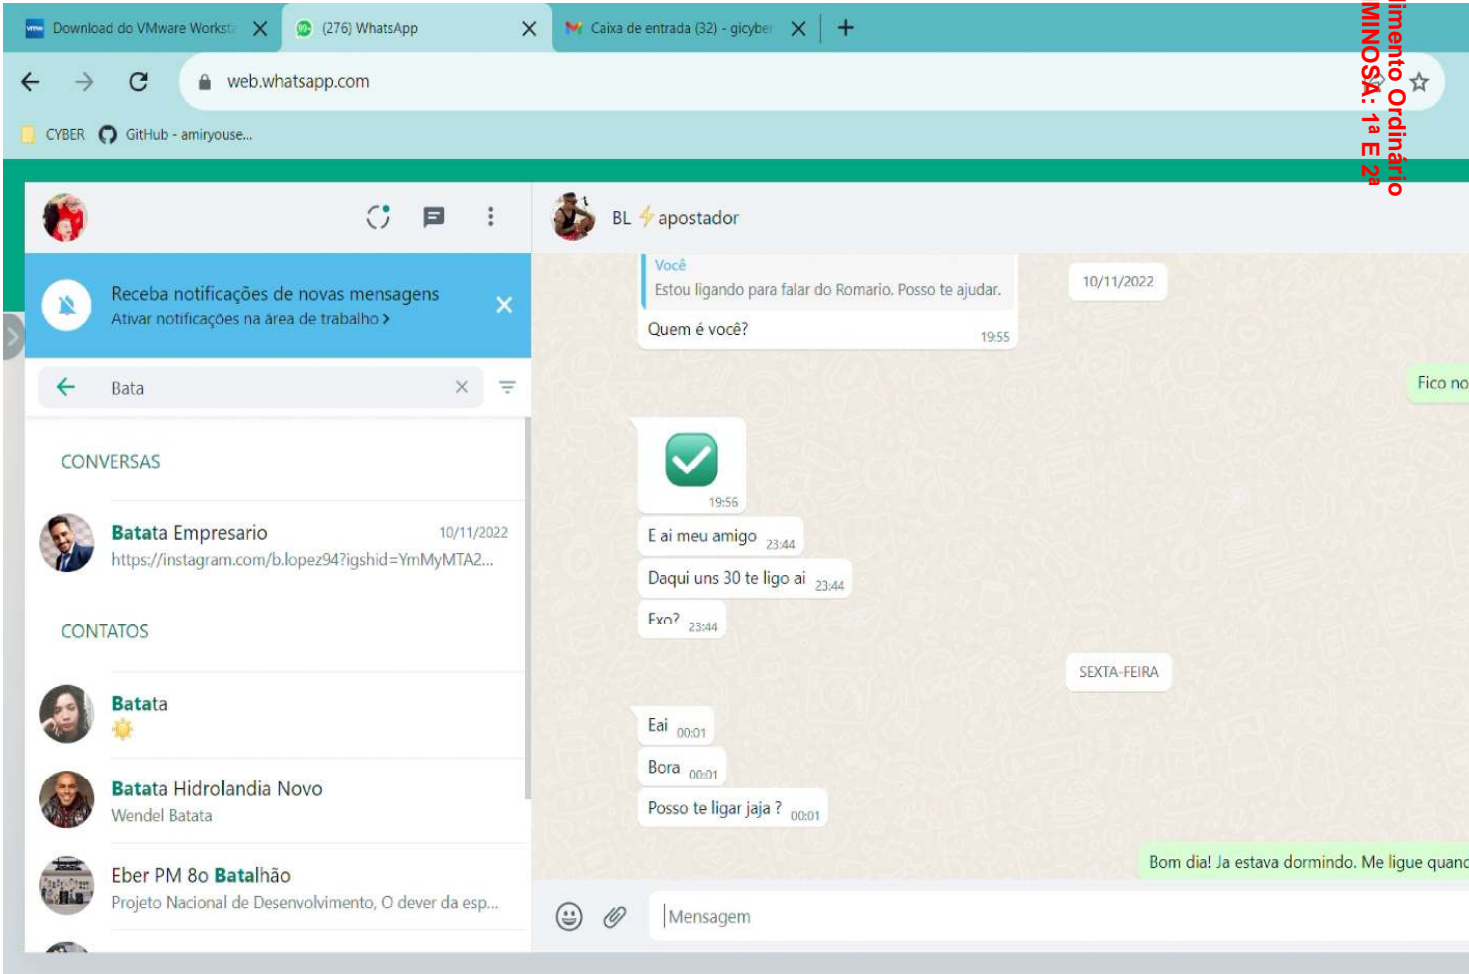 Download do VMware Worksta
(276) WhatsApp
Caixa de entrada (32) - gicyber
web.whatsapp.com
CYBER
GitHub - amiryouse...
limento Ordinário
MINOSA: 1ª E 2ª
BL ⚡ apostador
Receba notificações de novas mensagens
Ativar notificações na área de trabalho >
Bata
CONVERSAS
Batata Empresario
10/11/2022
https://instagram.com/b.lopez94?igshid=YmMyMTA2...
CONTATOS
Batata
☀️
Batata Hidrolandia Novo
Wendel Batata
Eber PM 8o Batalhão
Projeto Nacional de Desenvolvimento, O dever da esp...
Você
Estou ligando para falar do Romario. Posso te ajudar.
10/11/2022
Quem é você?
19:55
Fico no
✅
19:56
E ai meu amigo 23:44
Daqui uns 30 te ligo ai 23:44
Exo? 23:44
SEXTA-FEIRA
Eai 00:01
Bora 00:01
Posso te ligar jaja ? 00:01
Bom dia! Ja estava dormindo. Me ligue quand
Mensagem